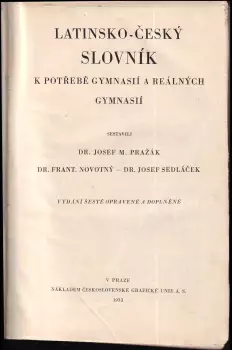 LATINSKO-ČESKÝ
SLOVNÍK
K POTŘEBĚ GYMNASIÍ A REÁLNÝCH
GYMNASIÍ
SESTAVILI
DR. JOSEF M. PRAŽÁK
DR. FRANT. NOVOTNÝ – DR. JOSEF SEDLÁČEK
VYDÁNÍ ŠESTÉ OPRAVENÉ A DOPLNĚNÉ
V PRAZE
NÁKLADEM ČESKOSLOVENSKÉ GRAFICKÉ UNIE A. S.